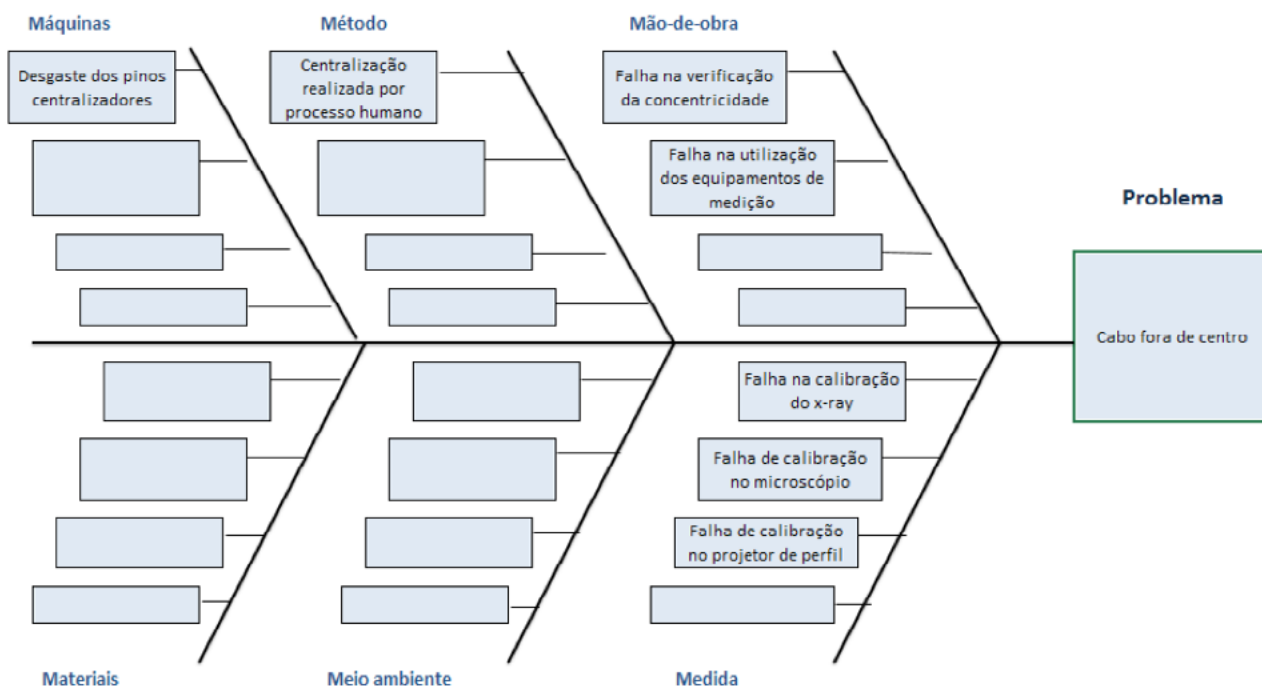 Máquinas
Método
Mão-de-obra
Desgaste dos pinos
centralizadores
Centralização
realizada por
processo humano
Falha na verificação
da concentricidade
Falha na utilização
dos equipamentos de
medição
Problema
Cabo fora de centro
Falha na calibração
do x-ray
Falha de calibração
no microscópio
Falha de calibração
no projetor de perfil
Materiais
Meio ambiente
Medida